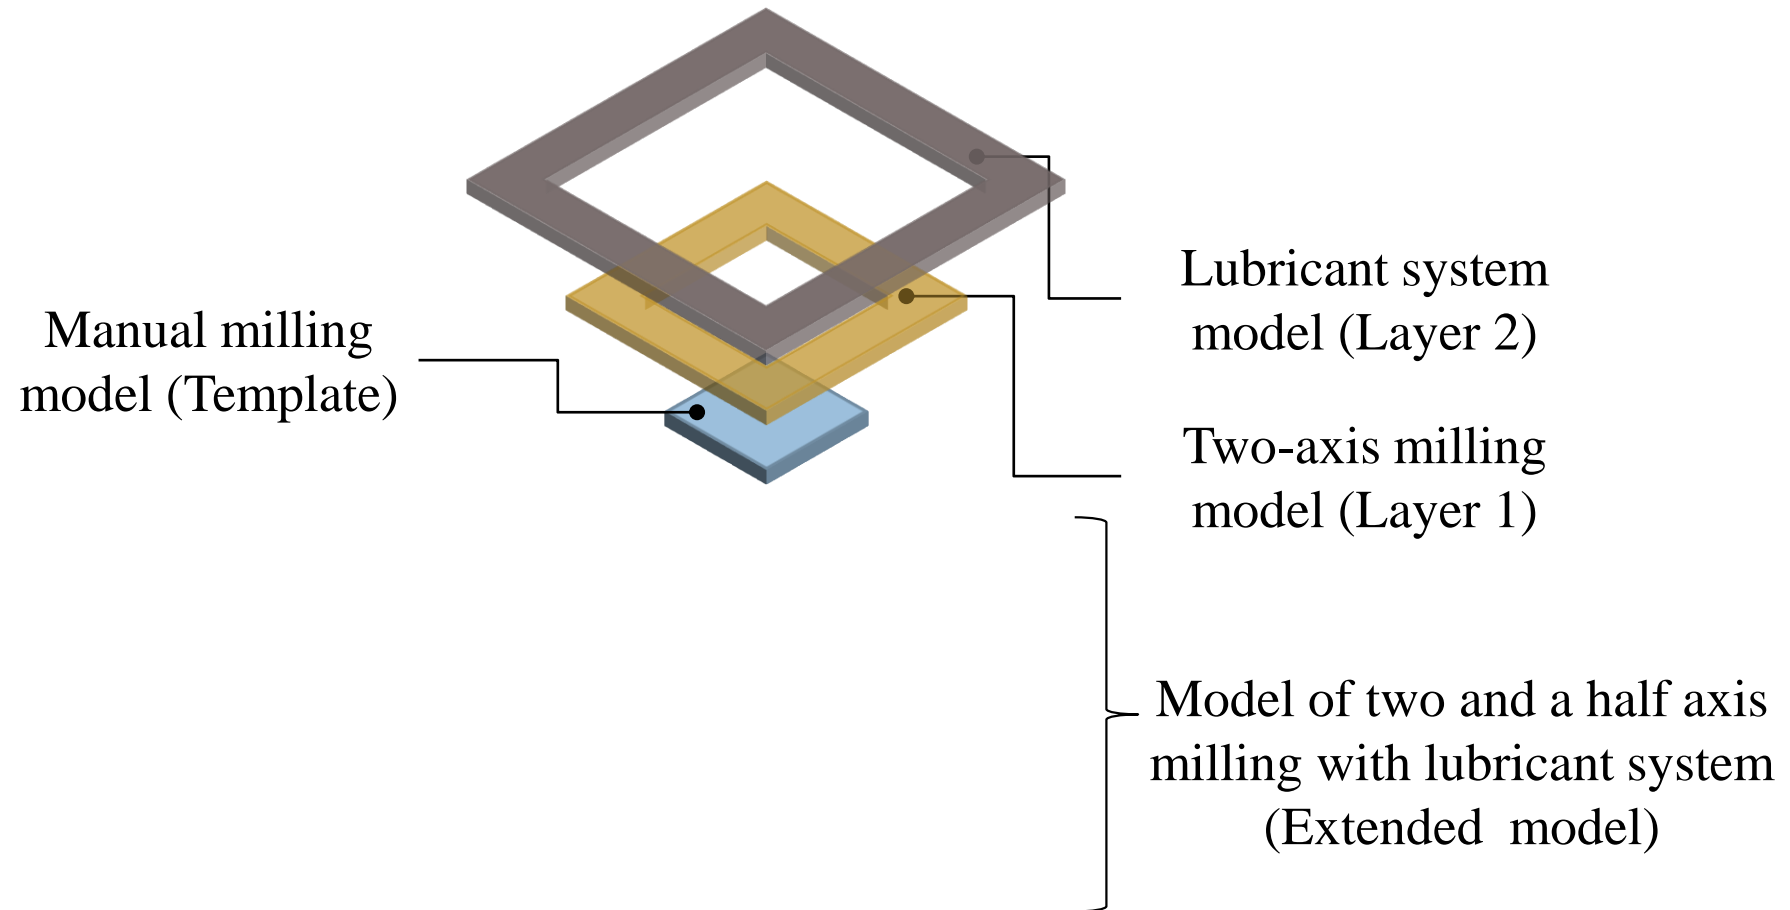 Manual milling
model (Template)
Lubricant system
model (Layer 2)
Two-axis milling
model (Layer 1)
Model of two and a half axis
milling with lubricant system
(Extended  model)